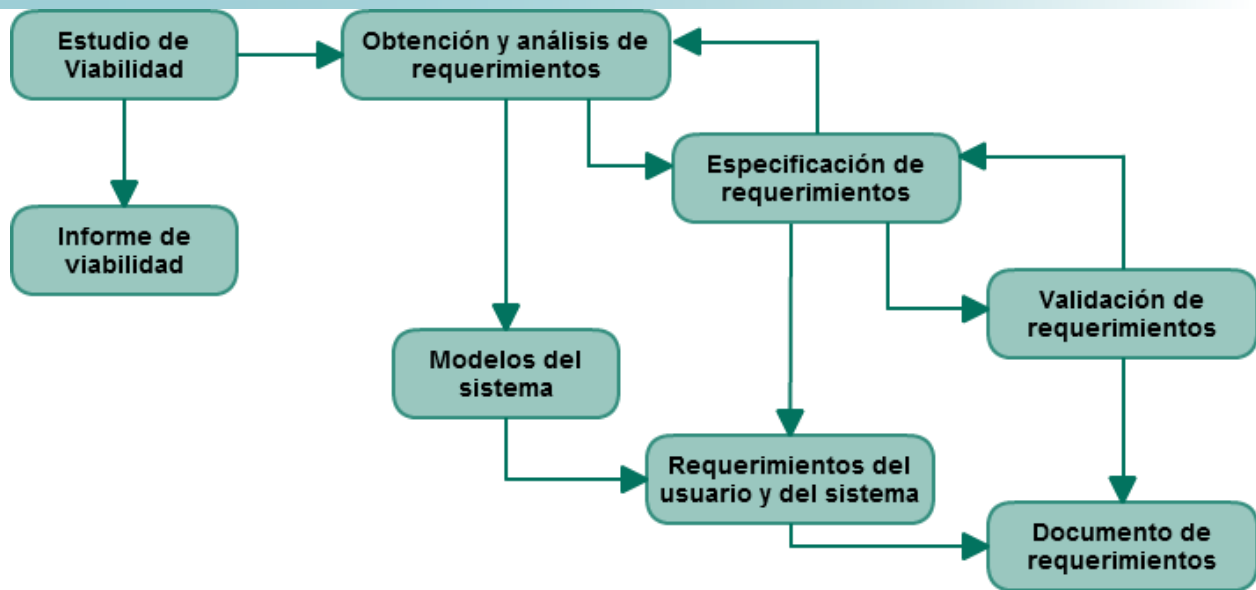 Estudio de
Viabilidad
Obtención y análisis de
requerimientos
Especificación de
requerimientos
Informe de
viabilidad
Validación de
requerimientos
Modelos del
sistema
Requerimientos del
usuario y del sistema
Documento de
requerimientos